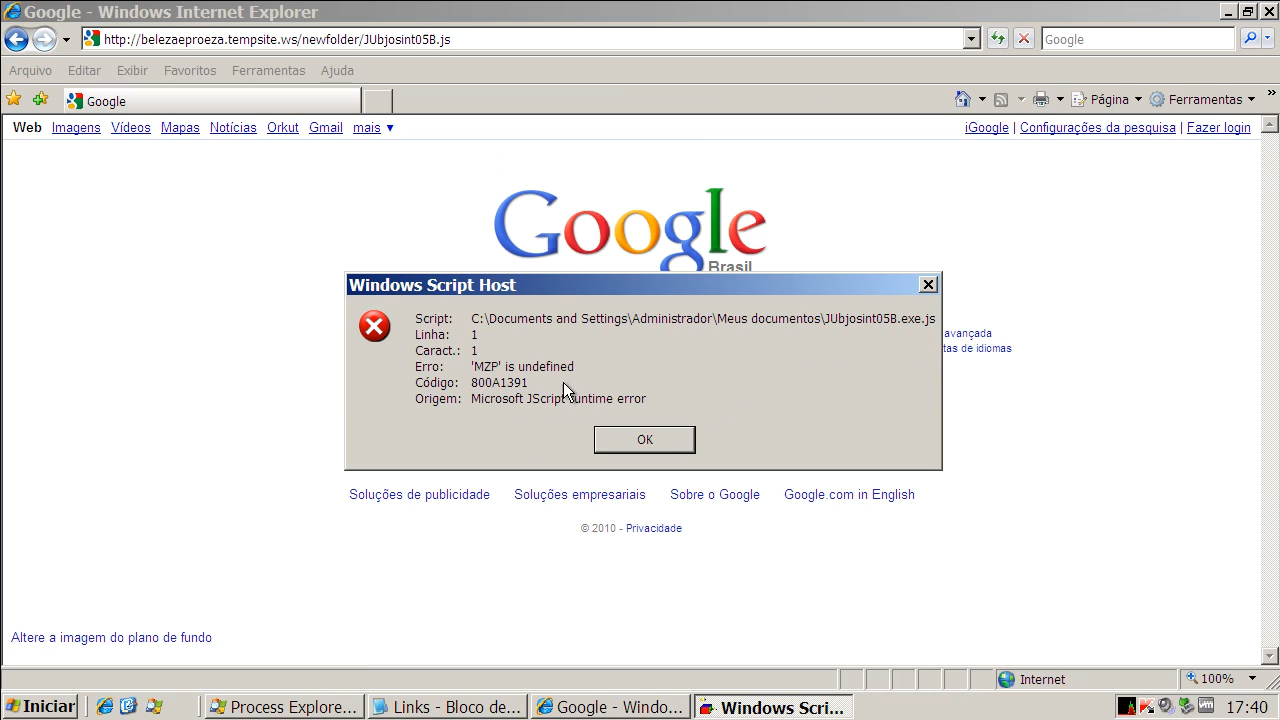 Google - Windows Internet Explorer
http://belezaeproeza.tempsite.ws/newfolder/JUbjosint05B.js
Google
Arquivo Editar Exibir Favoritos Ferramentas Ajuda
Google
Página Ferramentas »
Web Imagens Vídeos Mapas Notícias Orkut Gmail mais ▼
iGoogle | Configurações da pesquisa | Fazer login
Google
Brasil
Windows Script Host
Script: C:\Documents and Settings\Administrador\Meus documentos\JUbjosint05B.exe.js
Linha: 1
Caract.: 1
Erro: 'MZP' is undefined
Código: 800A1391
Origem: Microsoft JScript runtime error
OK
avançada
tas de idiomas
Soluções de publicidade Soluções empresariais Sobre o Google Google.com in English
© 2010 - Privacidade
Altere a imagem do plano de fundo
Internet 100%
Iniciar Process Explore... Links - Bloco de... Google - Windo... Windows Scri... 17:40